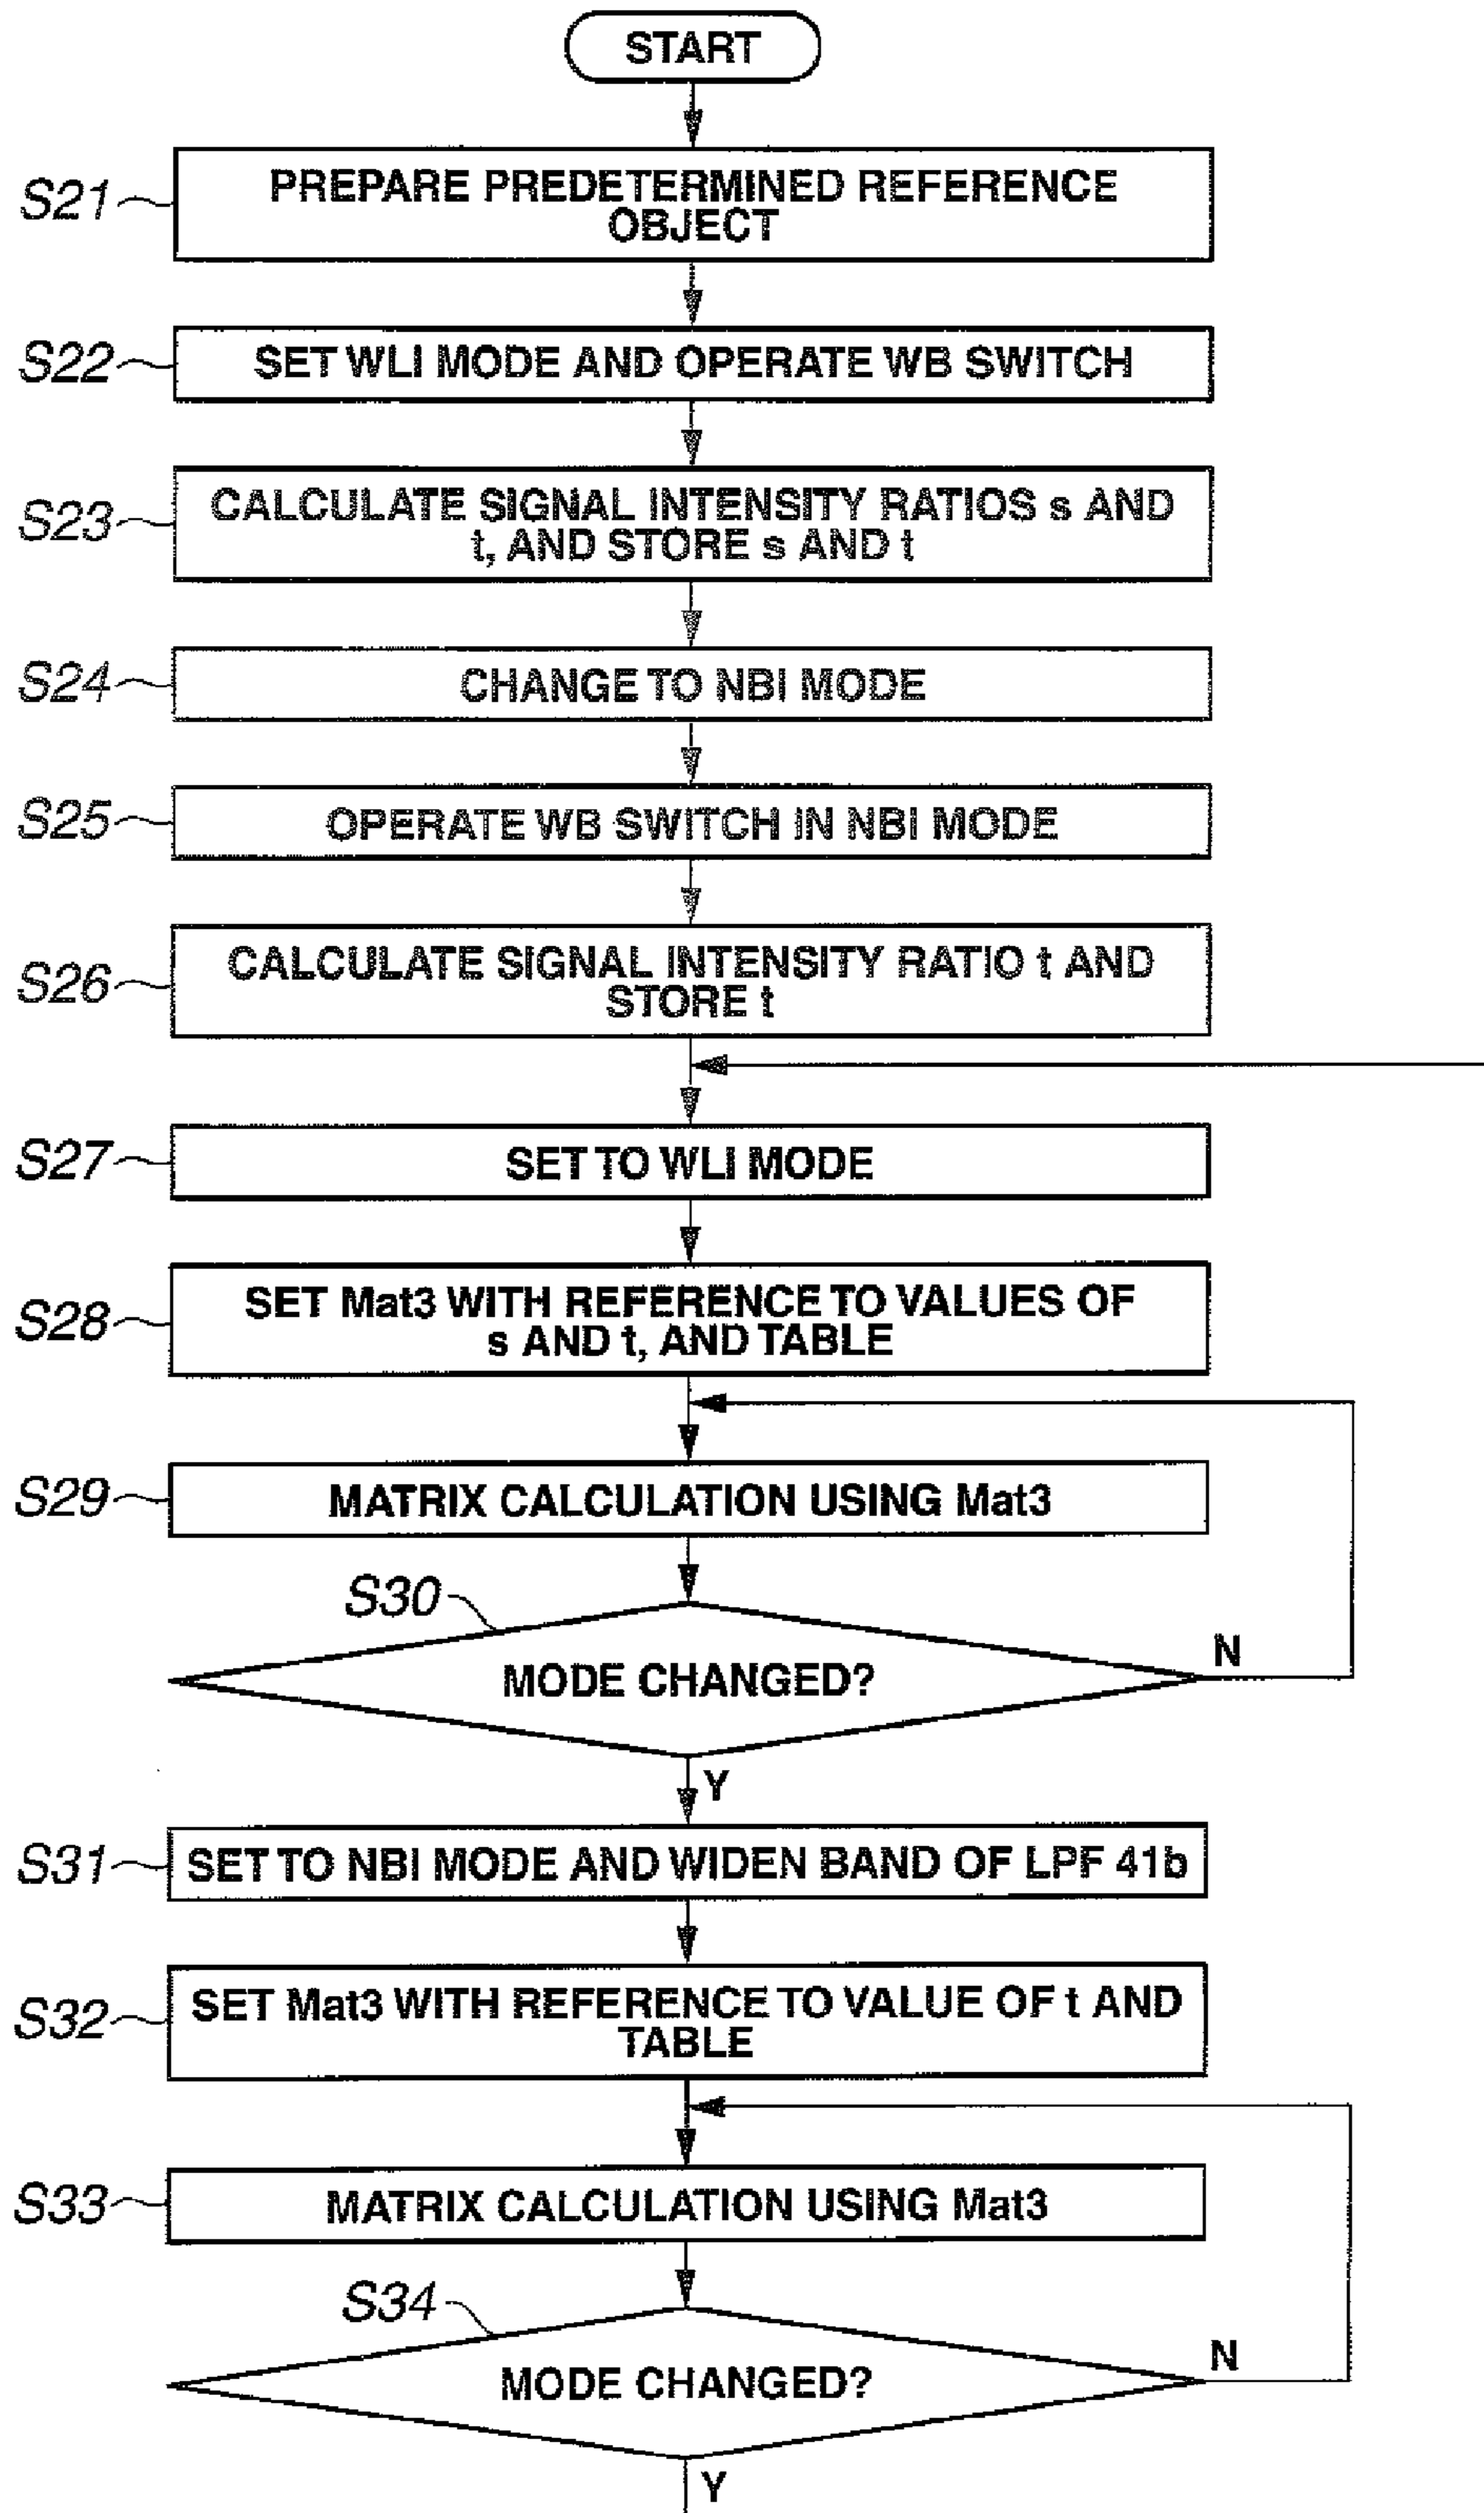 START
S21
PREPARE PREDETERMINED REFERENCE
OBJECT
S22
SET WLI MODE AND OPERATE WB SWITCH
S23
CALCULATE SIGNAL INTENSITY RATIOS s AND
t, AND STORE s AND t
S24
CHANGE TO NBI MODE
S25
OPERATE WB SWITCH IN NBI MODE
S26
CALCULATE SIGNAL INTENSITY RATIO t AND
STORE t
S27
SET TO WLI MODE
S28
SET Mat3 WITH REFERENCE TO VALUES OF
s AND t, AND TABLE
S29
MATRIX CALCULATION USING Mat3
S30
MODE CHANGED?
N
Y
S31
SET TO NBI MODE AND WIDEN BAND OF LPF 41b
S32
SET Mat3 WITH REFERENCE TO VALUE OF t AND
TABLE
S33
MATRIX CALCULATION USING Mat3
S34
MODE CHANGED?
N
Y